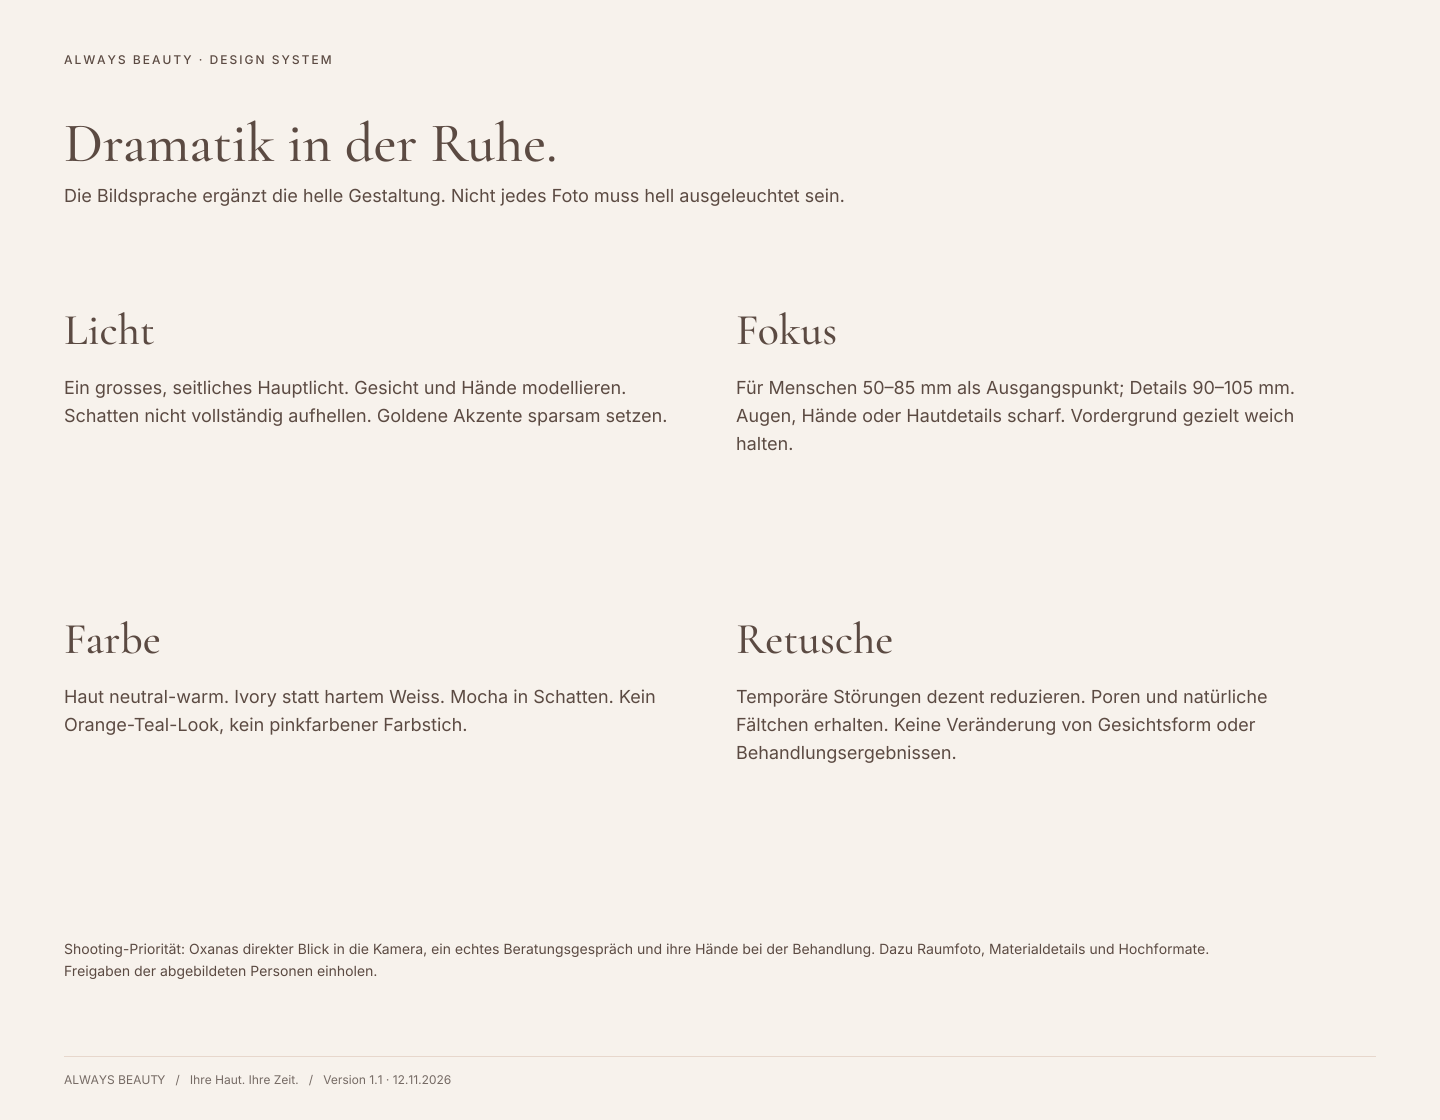 ALWAYS BEAUTY · DESIGN SYSTEM
Dramatik in der Ruhe.
Die Bildsprache ergänzt die helle Gestaltung. Nicht jedes Foto muss hell ausgeleuchtet sein.
Licht
Ein grosses, seitliches Hauptlicht. Gesicht und Hände modellieren.
Schatten nicht vollständig aufhellen. Goldene Akzente sparsam setzen.
Fokus
Für Menschen 50–85 mm als Ausgangspunkt; Details 90–105 mm.
Augen, Hände oder Hautdetails scharf. Vordergrund gezielt weich
halten.
Farbe
Haut neutral-warm. Ivory statt hartem Weiss. Mocha in Schatten. Kein
Orange-Teal-Look, kein pinkfarbener Farbstich.
Retusche
Temporäre Störungen dezent reduzieren. Poren und natürliche
Fältchen erhalten. Keine Veränderung von Gesichtsform oder
Behandlungsergebnissen.
Shooting-Priorität: Oxanas direkter Blick in die Kamera, ein echtes Beratungsgespräch und ihre Hände bei der Behandlung. Dazu Raumfoto, Materialdetails und Hochformate.
Freigaben der abgebildeten Personen einholen.
ALWAYS BEAUTY / Ihre Haut. Ihre Zeit. / Version 1.1 · 12.11.2026